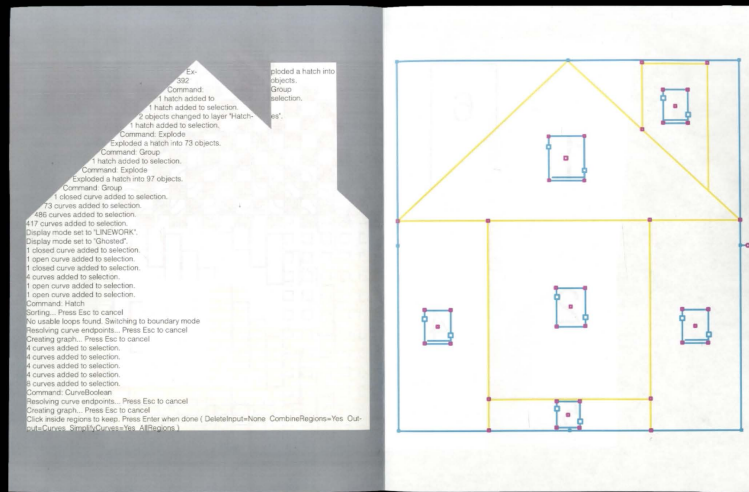 Ex-
392
Command:
1 hatch added to
1 hatch added to selection.
2 objects changed to layer "Hatch-
1 hatch added to selection.
Command: Explode
Exploded a hatch into 73 objects.
Command: Group
1 hatch added to selection.
Command: Explode
Exploded a hatch into 97 objects.
Command: Group
1 closed curve added to selection.
73 curves added to selection.
486 curves added to selection.
417 curves added to selection.
Display mode set to "LINEWORK".
Display mode set to "Ghosted".
1 closed curve added to selection.
1 open curve added to selection.
1 closed curve added to selection.
4 curves added to selection.
1 open curve added to selection.
1 open curve added to selection.
Command: Hatch
Sorting... Press Esc to cancel
No usable loops found. Switching to boundary mode
Resolving curve endpoints... Press Esc to cancel
Creating graph... Press Esc to cancel
4 curves added to selection.
4 curves added to selection.
4 curves added to selection.
4 curves added to selection.
8 curves added to selection.
Command: CurveBoolean
Resolving curve endpoints... Press Esc to cancel
Creating graph... Press Esc to cancel
Click inside regions to keep. Press Enter when done ( DeleteInput=None CombineRegions=Yes Out-
put=Curves SimplifyCurves=Yes AllRegions )
ploded a hatch into
objects.
Group
selection.
es".